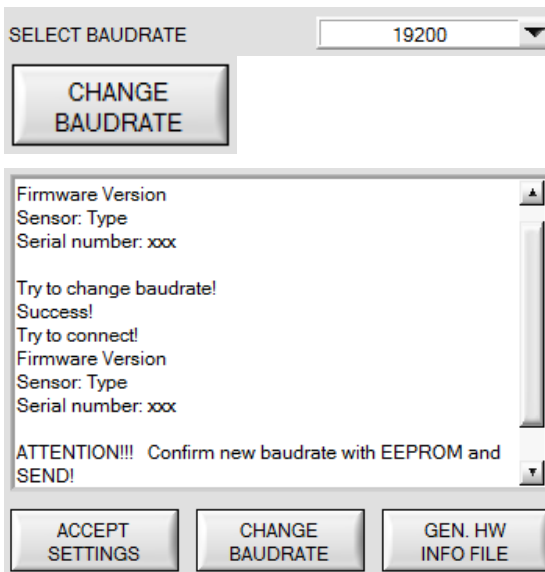 SELECT BAUDRATE 19200
CHANGE
BAUDRATE
Firmware Version
Sensor: Type
Serial number: xxx
Try to change baudrate!
Success!
Try to connect!
Firmware Version
Sensor: Type
Serial number: xxx
ATTENTION!!! Confirm new baudrate with EEPROM and
SEND!
ACCEPT
SETTINGS
CHANGE
BAUDRATE
GEN. HW
INFO FILE